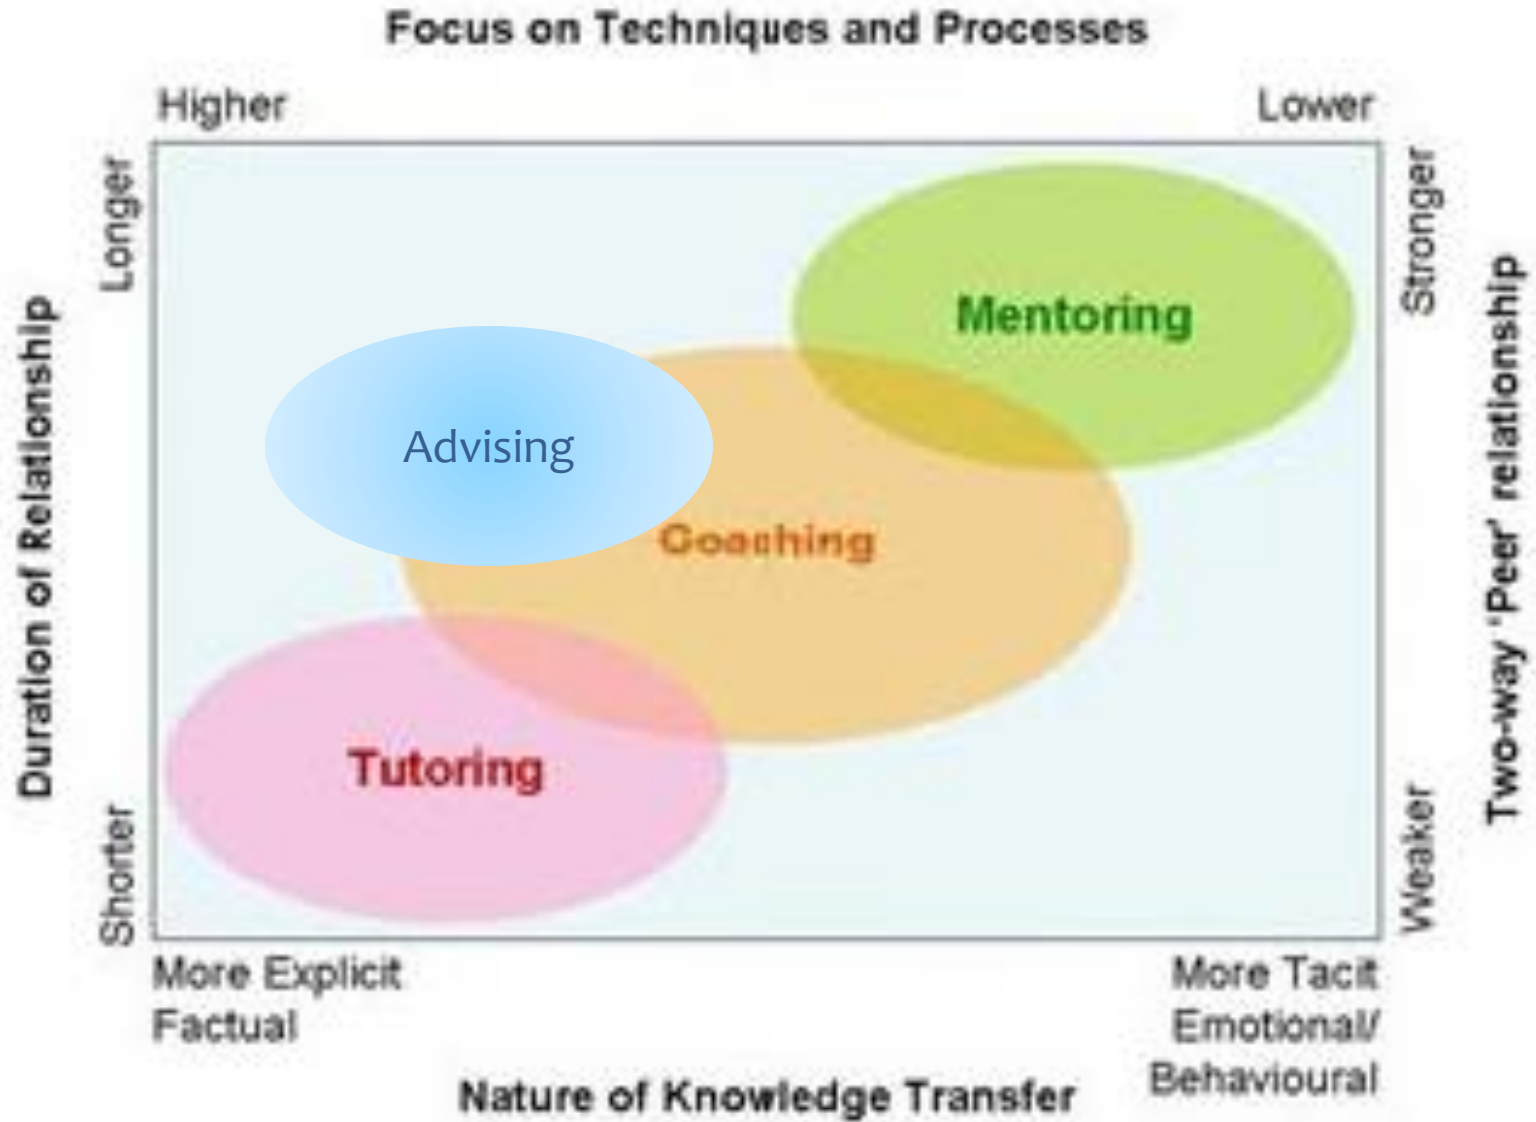 Focus on Techniques and Processes
Higher
Lower
Longer
Stronger
Duration of Relationship
Two-way 'Peer' relationship
Mentoring
Advising
Coaching
Tutoring
Shorter
Weaker
More Explicit
Factual
More Tacit
Emotional/
Behavioural
Nature of Knowledge Transfer